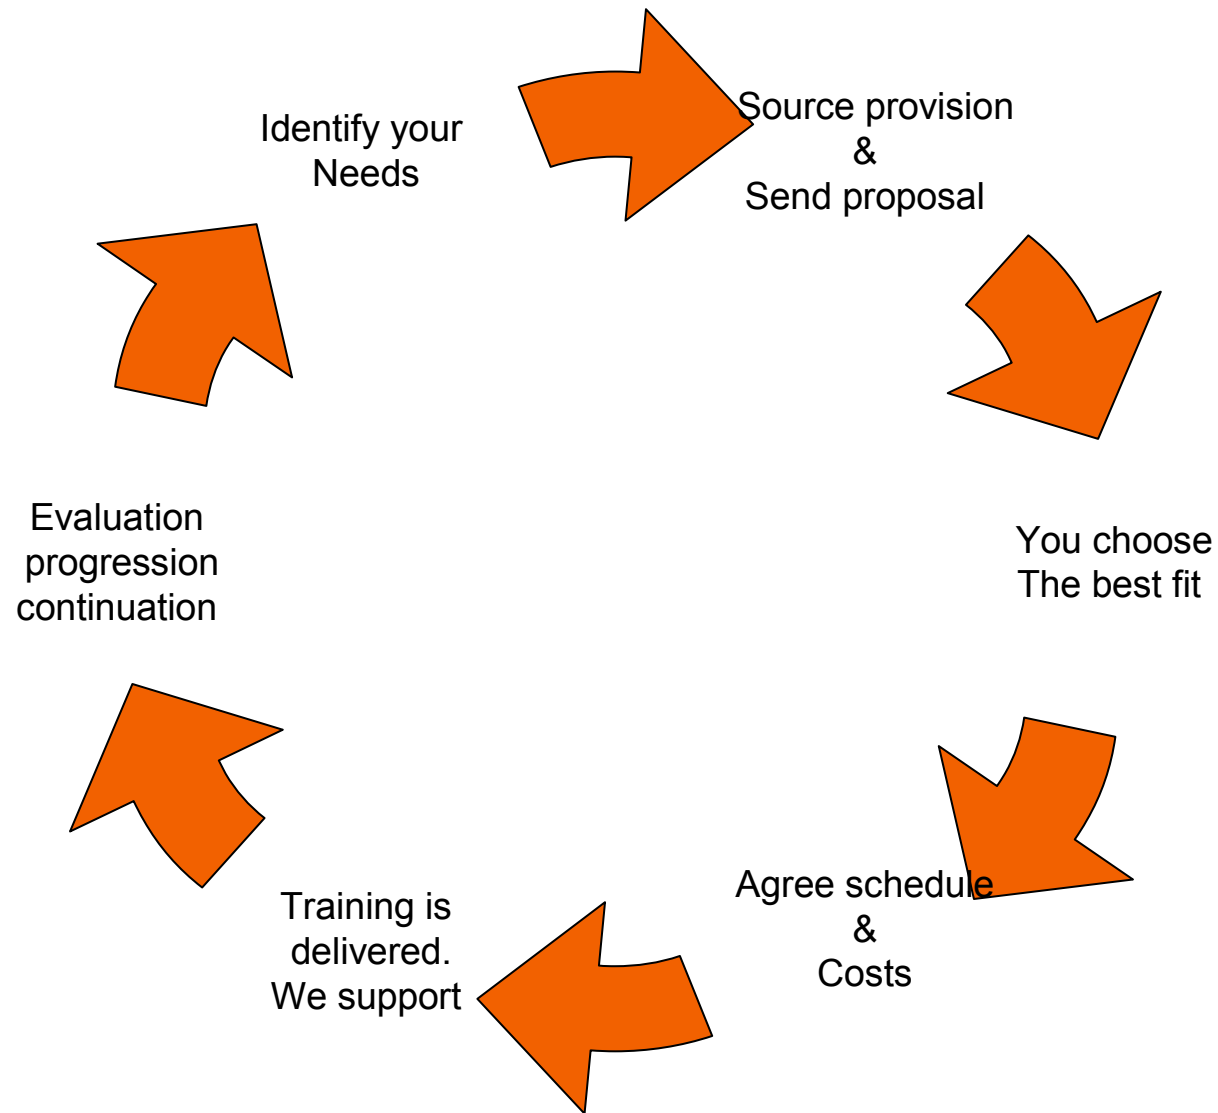 Identify your
Needs
Source provision
&
Send proposal
You choose
The best fit
Agree schedule
&
Costs
Training is
delivered.
We support
Evaluation
progression
continuation